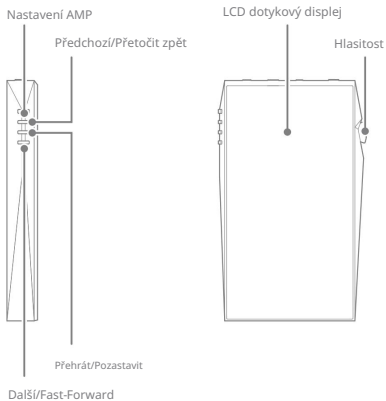 Nastavení AMP
LCD dotykový displej
Předchozí/Přetočit zpět
Hlasitost
Přehrát/Pozastavit
Další/Fast-Forward